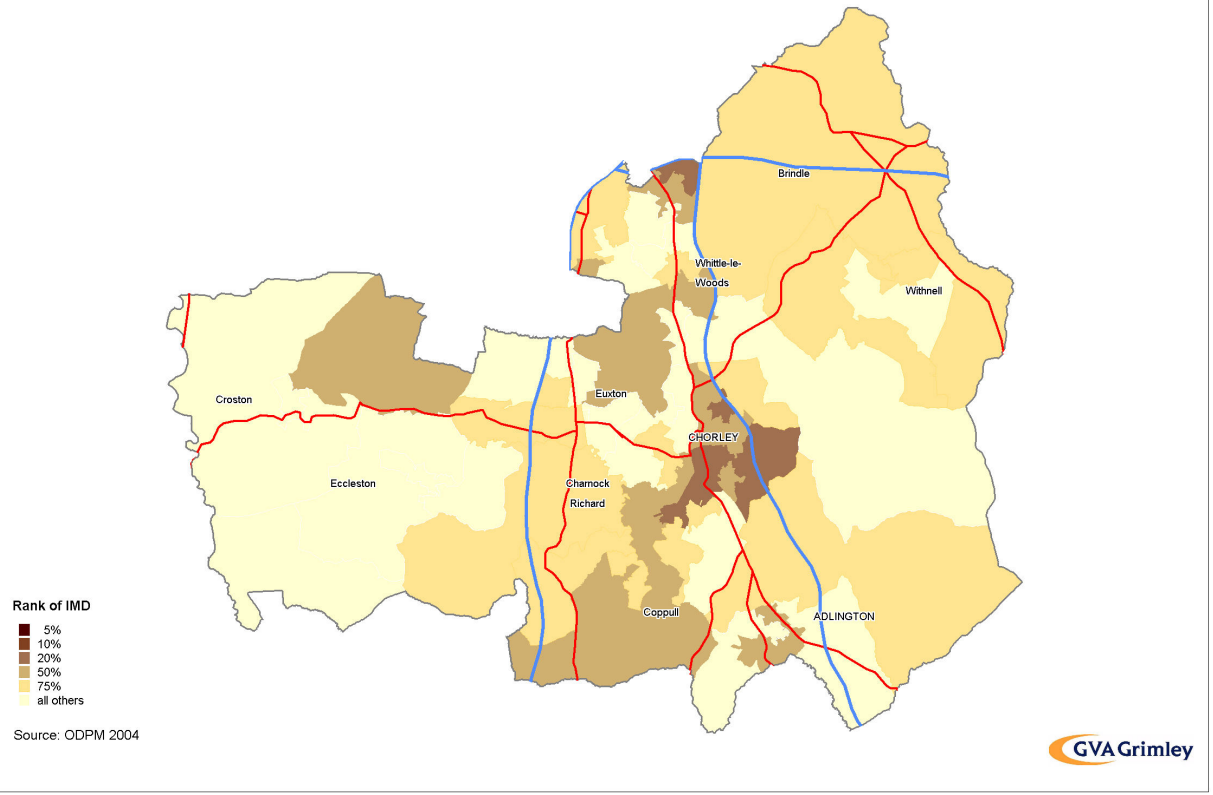 Brindle
Whittle-le-
Woods
Withnell
Euxton
Croston
CHORLEY
Eccleston
Charnock
Richard
Coppull
ADLINGTON
Rank of IMD
5%
10%
20%
50%
75%
all others
Source: ODPM 2004
GVA Grimley